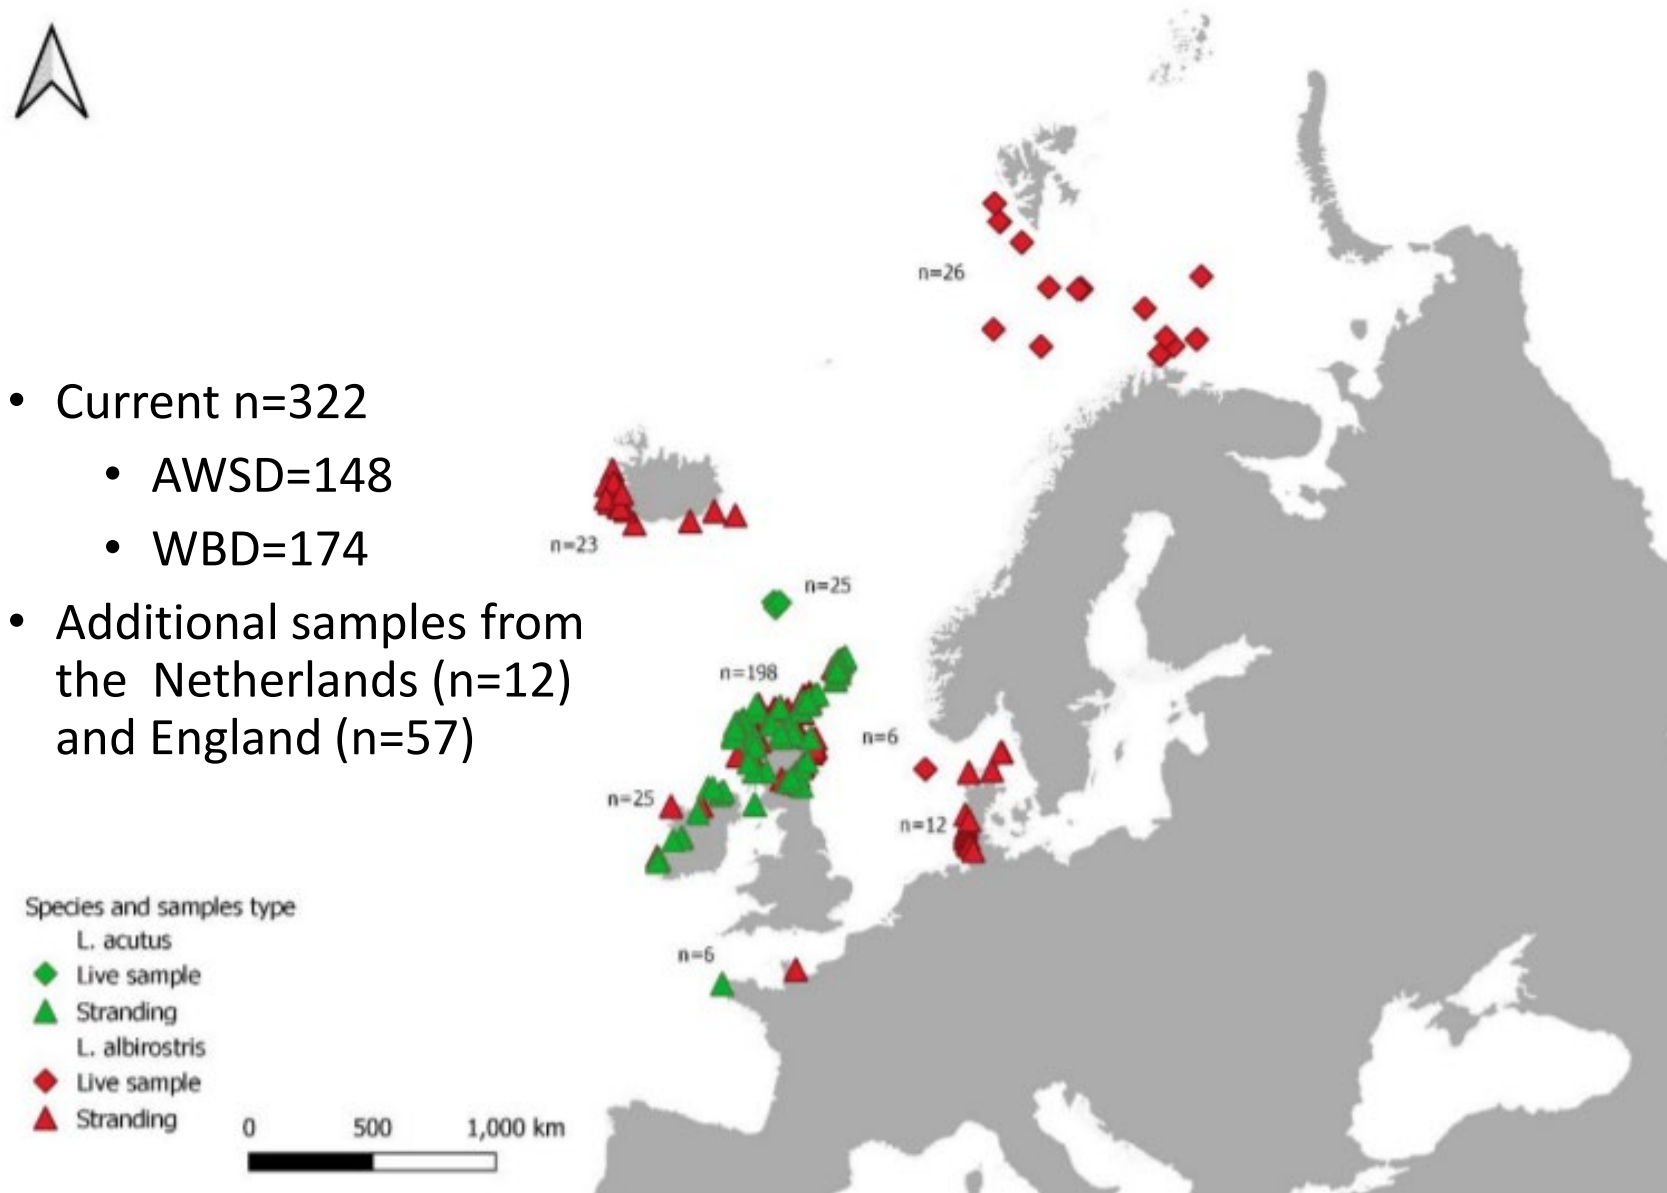 n=26
• Current n=322
• AWSD=148
• WBD=174
• Additional samples from
the Netherlands (n=12)
and England (n=57)
n=23
n=25
n=198
n=6
n=25
n=12
n=6
Species and samples type
L. acutus
Live sample
Stranding
L. albirostris
Live sample
Stranding
0 500 1,000 km